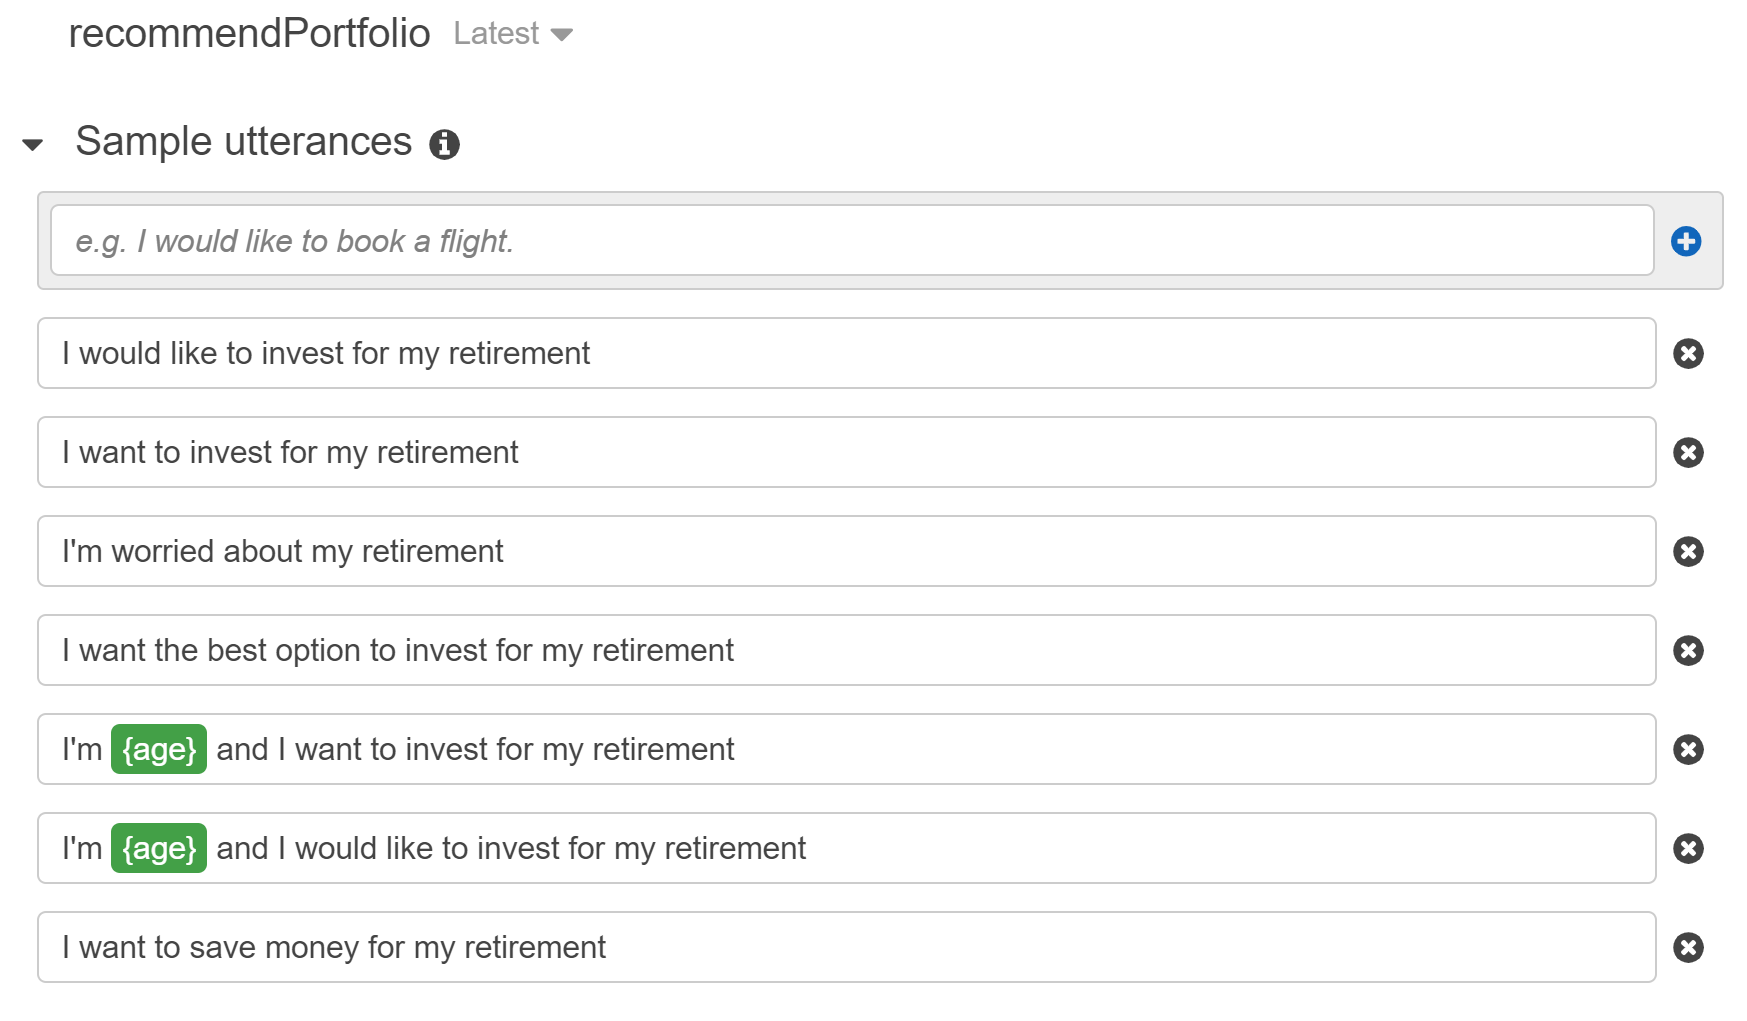 recommendPortfolio Latest
Sample utterances
e.g. I would like to book a flight.
I would like to invest for my retirement
I want to invest for my retirement
I'm worried about my retirement
I want the best option to invest for my retirement
I'm {age} and I want to invest for my retirement
I'm {age} and I would like to invest for my retirement
I want to save money for my retirement